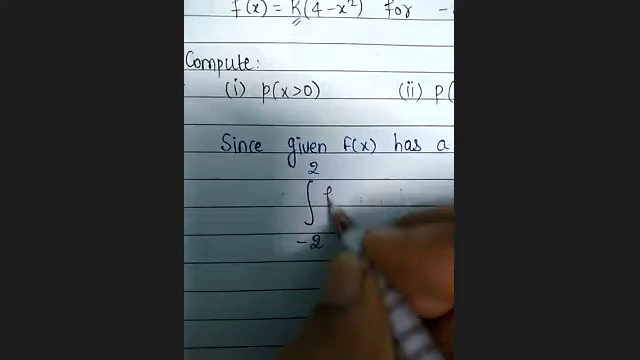 f(x) = K(4-x²) for -
Compute:
(i) p(x>0) (ii) p(
Since given f(x) has a
2
∫ f
-2